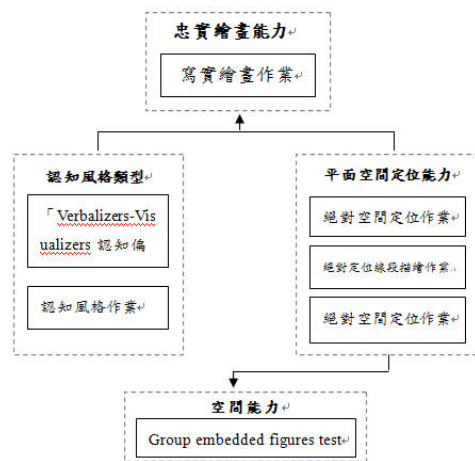 忠實繪畫能力
寫實繪畫作業
認知風格類型
「Verbalizers-Vis
ualizers 認知偏
認知風格作業
平面空間定位能力
絕對空間定位作業
絕對定位線段描繪作業
絕對空間定位作業
空間能力
Group embedded figures test